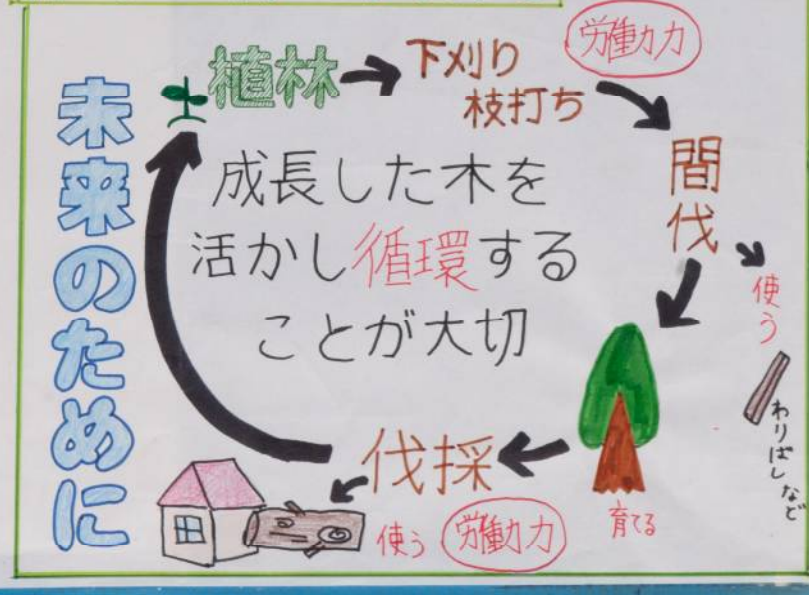 未来のために
植林
下刈り
枝打ち
労働力
間伐
使う
わりばしなど
成長した木を
活かし循環する
ことが大切
育てる
伐採
使う
労働力